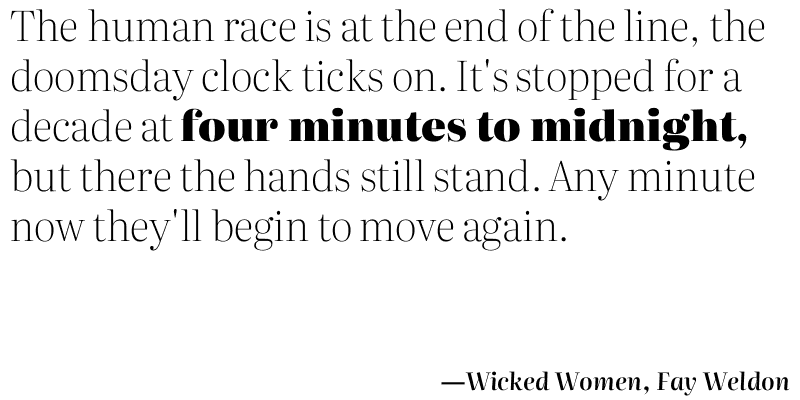 The human race is at the end of the line, the
doomsday clock ticks on. It's stopped for a
decade at four minutes to midnight,
but there the hands still stand. Any minute
now they'll begin to move again.
—Wicked Women, Fay Weldon